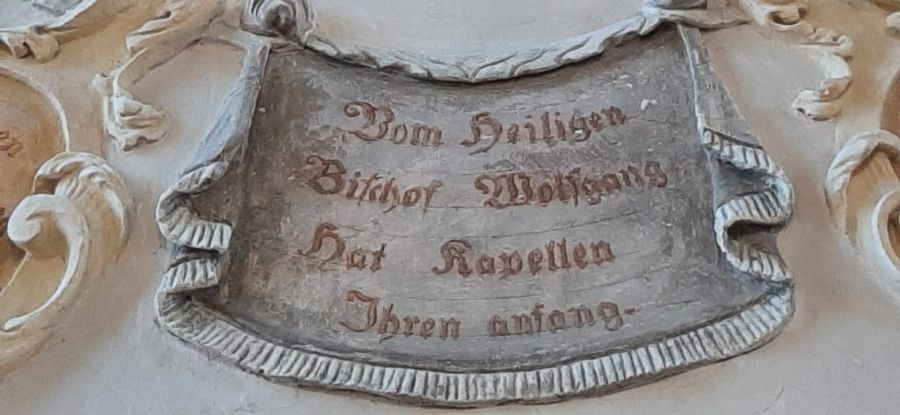 Vom Heiligen
Bischof Wolfgang
Hat Kapellen
Ihren anfang.